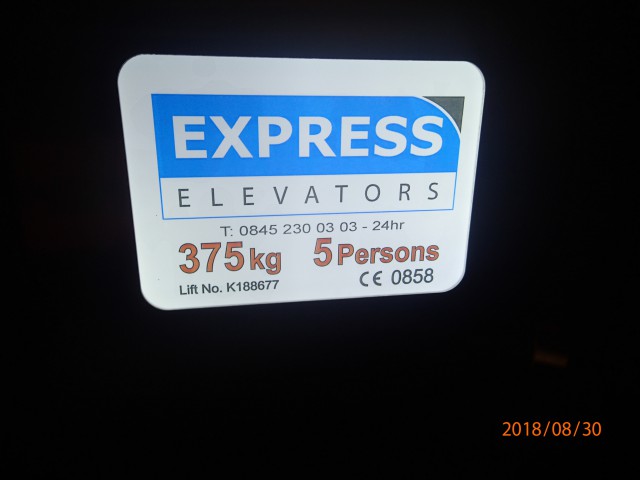 EXPRESS
ELEVATORS
T: 0845 230 03 03 - 24hr
375kg 5 Persons
Lift No. K188677 CE 0858
2018/08/30